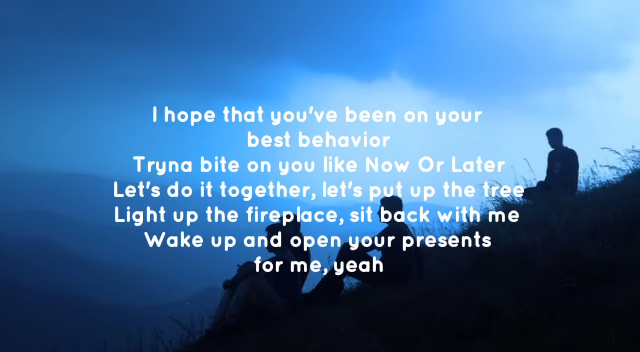 I hope that you've been on your
best behavior
Tryna bite on you like Now Or Later
Let's do it together, let's put up the tree
Light up the fireplace, sit back with me
Wake up and open your presents
for me, yeah